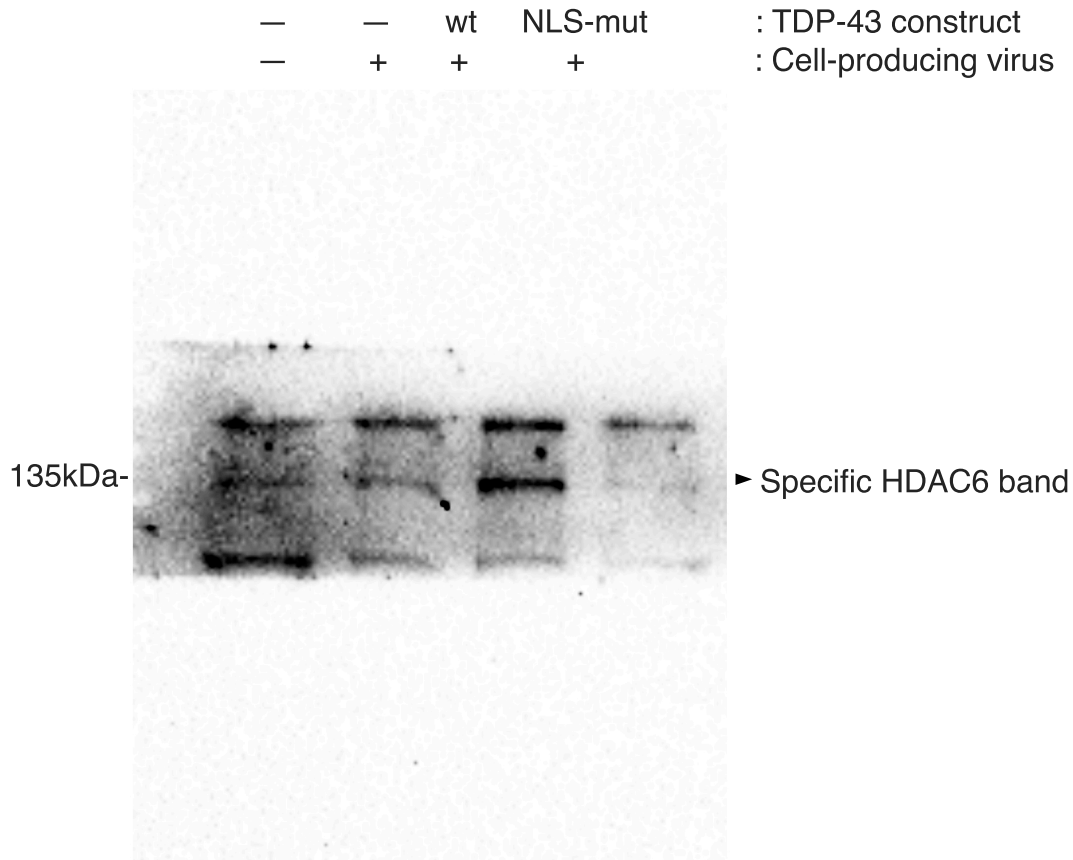 — — wt NLS-mut : TDP-43 construct
— + + + : Cell-producing virus
135kDa-
Specific HDAC6 band